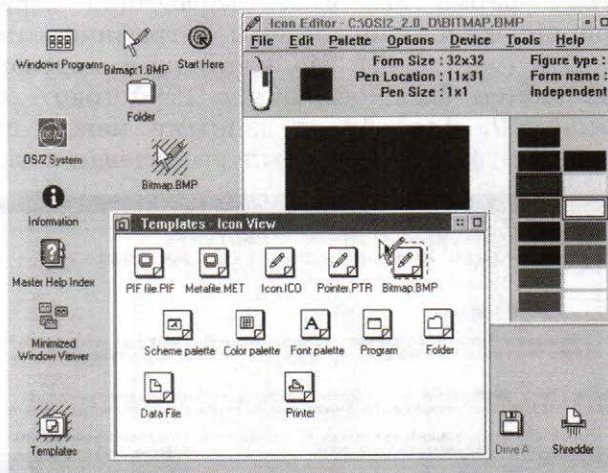 Icon Editor - C:\OS!2_2.0_D\BITMAP.BMP
File Edit Palette Options Device Tools Help
Form Size : 32x32 Figure type :
Pen Location : 11x31 Form name :
Pen Size : 1x1 Independent
Windows Programs Bitmap:1.BMP Start Here
Folder
OS/2 System
Bitmap.BMP
Information
Master Help Index
Minimized
Window Viewer
Templates
Templates - Icon View
PIF file.PIF Metafile.MET Icon.ICO Pointer.PTR Bitmap.BMP
Scheme palette Color palette Font palette Program Folder
Data File Printer
Drive A Shredder